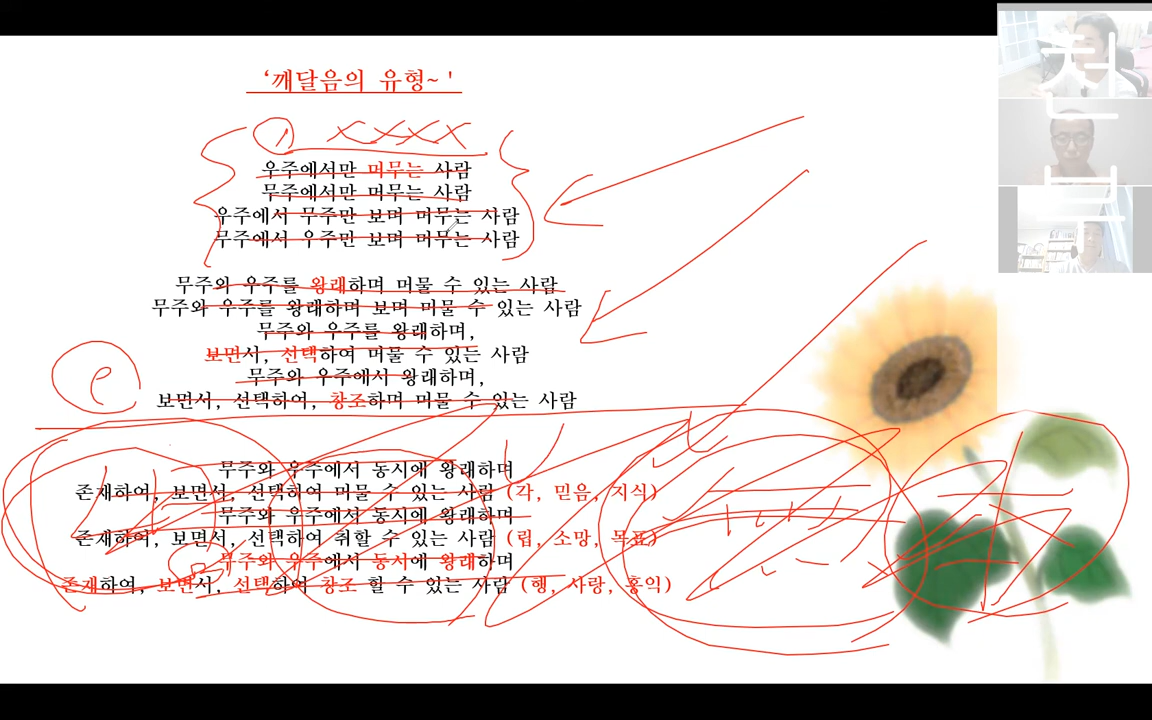 ‘깨달음의 유형~'
우주에서만 머무는 사람
무주에서만 머무는 사람
우주에서 무주만 보며 머무는 사람
무주에서 우주만 보며 머무는 사람
무주와 우주를 왕래하며 머물 수 있는 사람
무주와 우주를 왕래하며 보며 머물 수 있는 사람
무주와 우주를 왕래하며,
보면서, 선택하여 머물 수 있는 사람
무주와 우주에서 왕래하며,
보면서, 선택하여, 창조하며 머물 수 있는 사람
무주와 우주에서 동시에 왕래하며
존재하여, 보면서, 선택하여 머물 수 있는 사람 (각, 믿음, 지식)
무주와 우주에서 동시에 왕래하며
존재하여, 보면서, 선택하여 취할 수 있는 사람 (립, 소망, 목표)
무주와 우주에서 동시에 왕래하며
존재하여, 보면서, 선택하여 창조 할 수 있는 사람 (행, 사랑, 홍익)
천
부